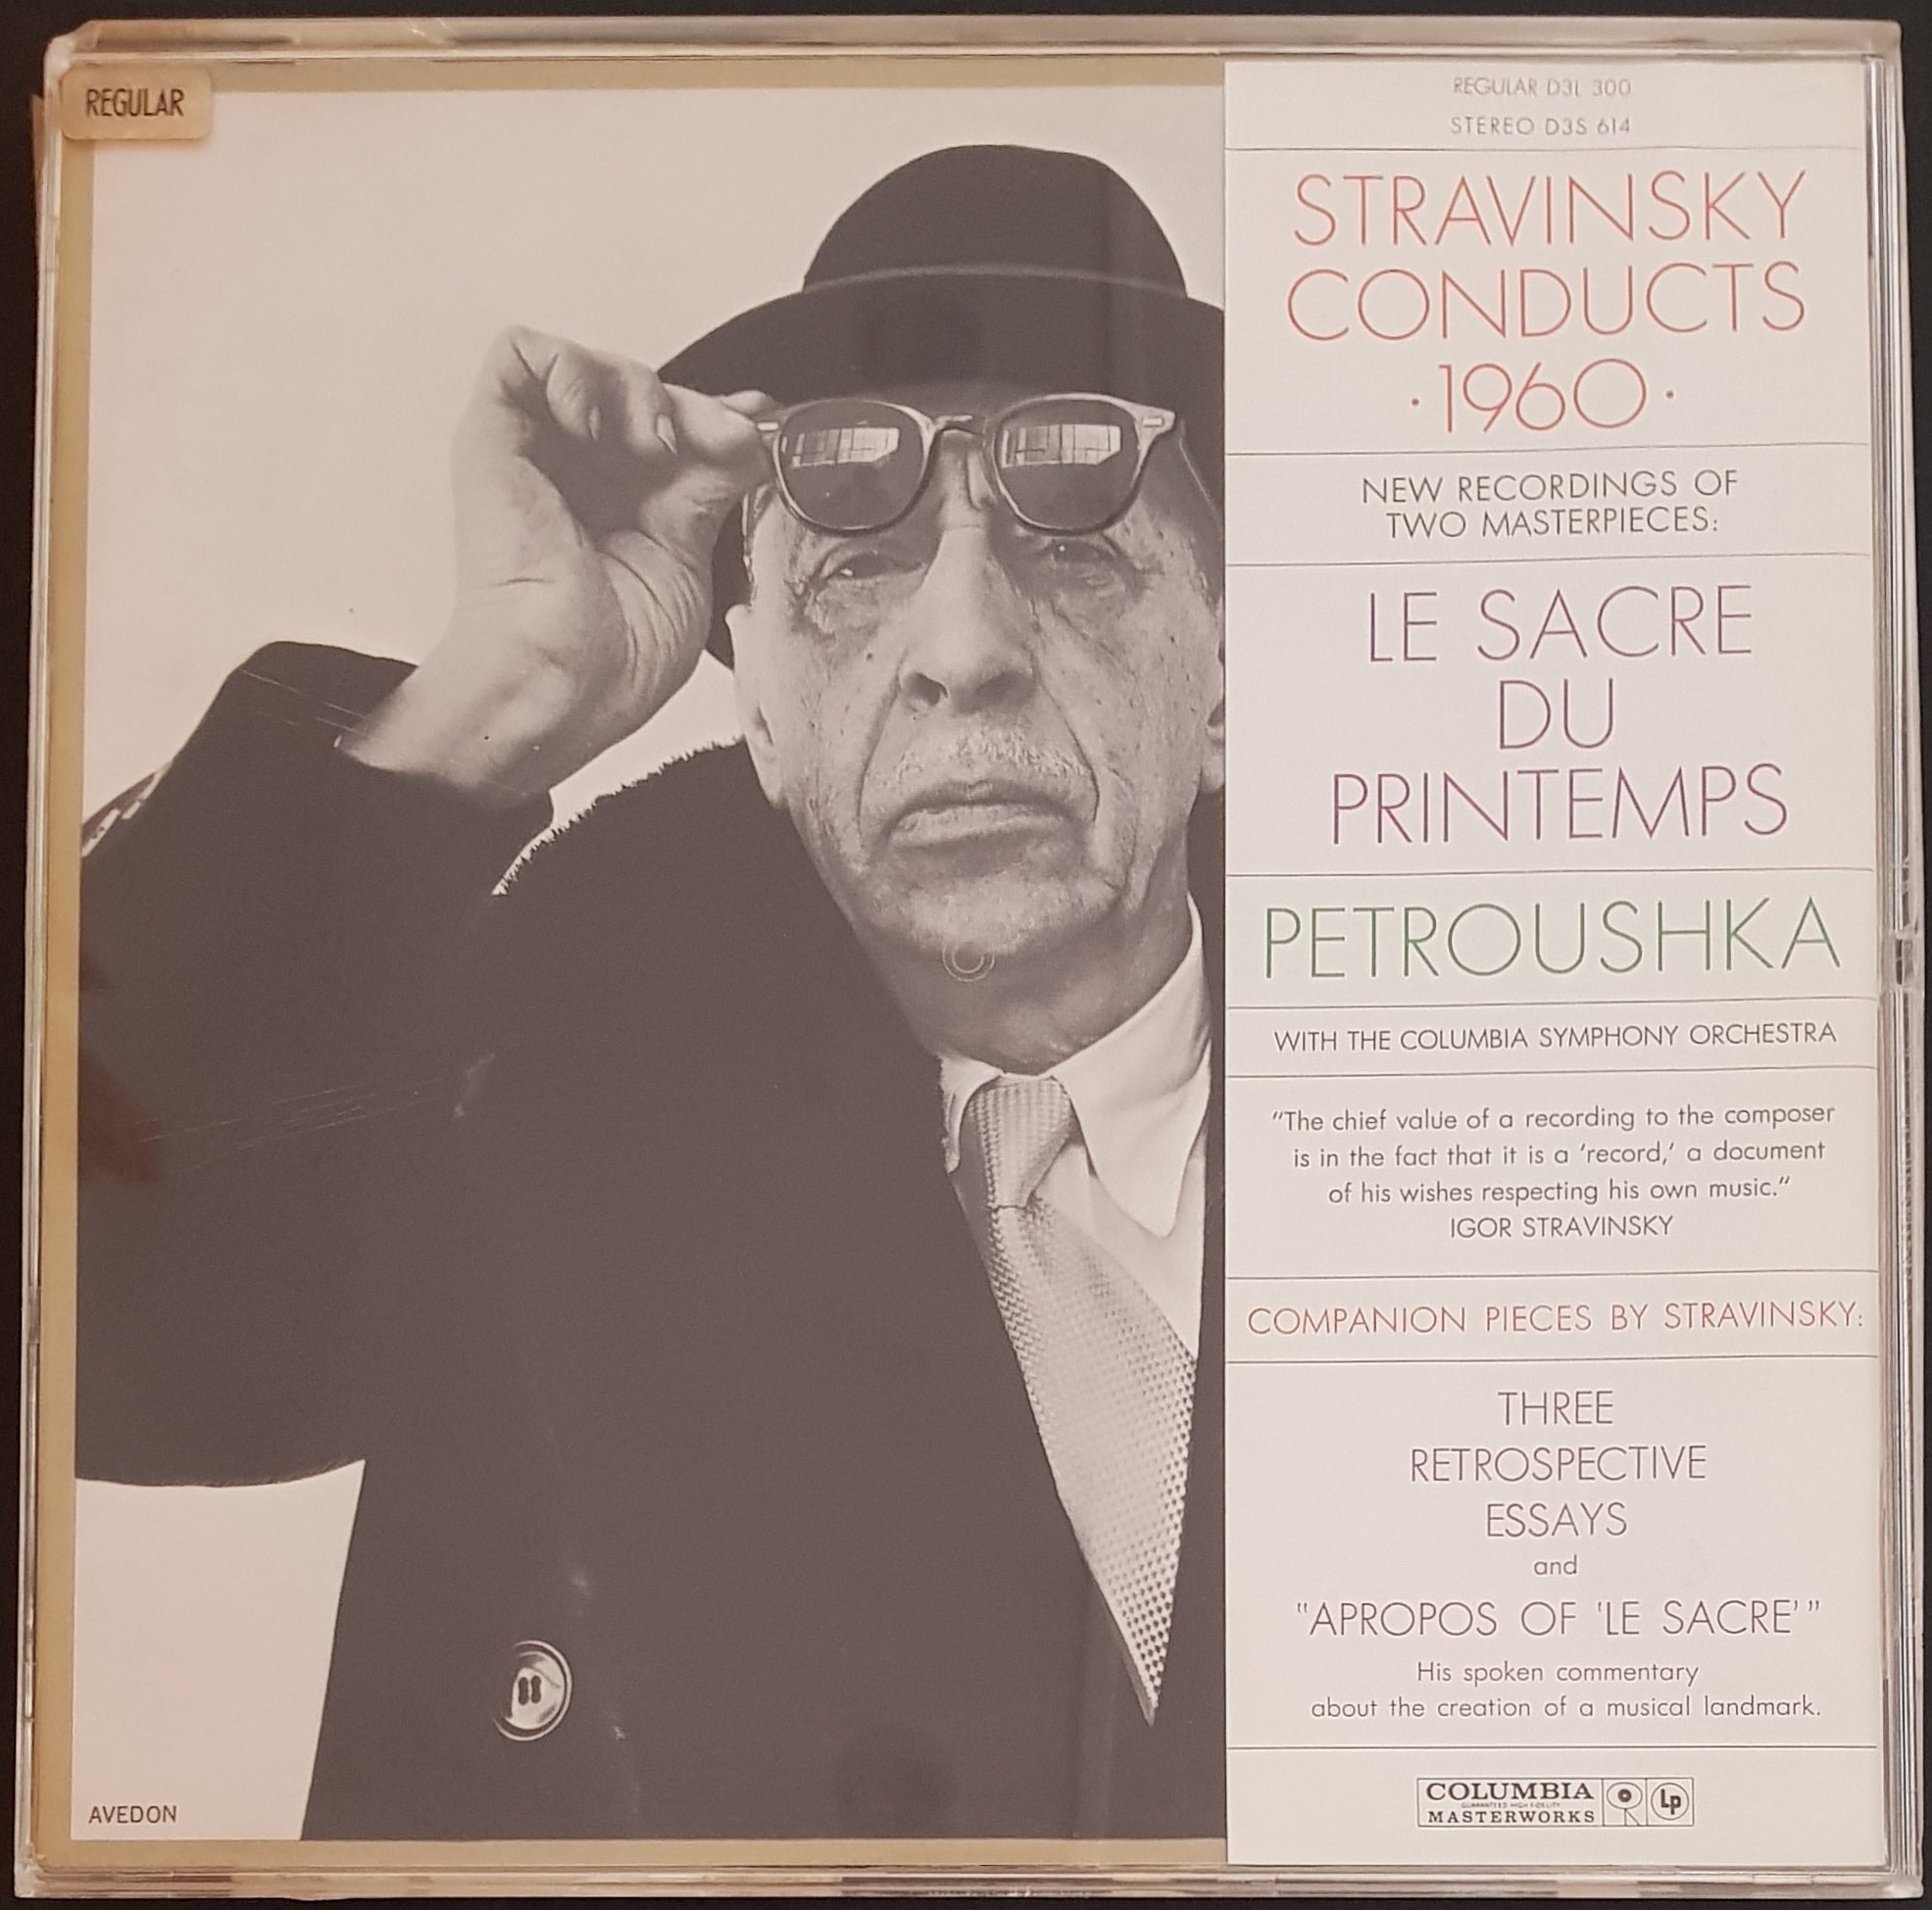 REGULAR
REGULAR D3L 300
STEREO D3S 614
STRAVINSKY
CONDUCTS
·1960·
NEW RECORDINGS OF
TWO MASTERPIECES:
LE SACRE
DU
PRINTEMPS
PETROUSHKA
WITH THE COLUMBIA SYMPHONY ORCHESTRA
"The chief value of a recording to the composer
is in the fact that it is a 'record,' a document
of his wishes respecting his own music."
IGOR STRAVINSKY
COMPANION PIECES BY STRAVINSKY:
THREE
RETROSPECTIVE
ESSAYS
and
"APROPOS OF 'LE SACRE'"
His spoken commentary
about the creation of a musical landmark.
COLUMBIA
GUARANTEED HIGH FIDELITY
MASTERWORKS
Lp
AVEDON